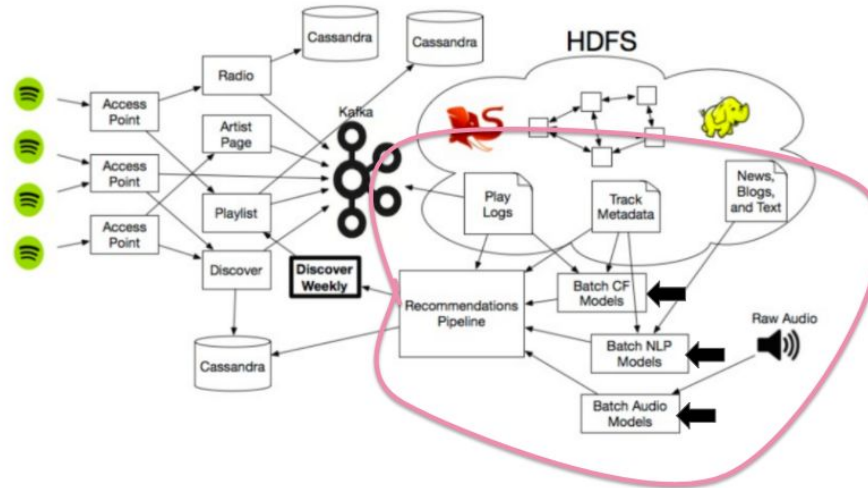 Cassandra
Cassandra
HDFS
Radio
Kafka
Access
Point
Artist
Page
Access
Point
Playlist
Access
Point
Discover
Discover
Weekly
Cassandra
Play
Logs
Track
Metadata
News,
Blogs,
and Text
Recommendations
Pipeline
Batch CF
Models
Batch NLP
Models
Raw Audio
Batch Audio
Models